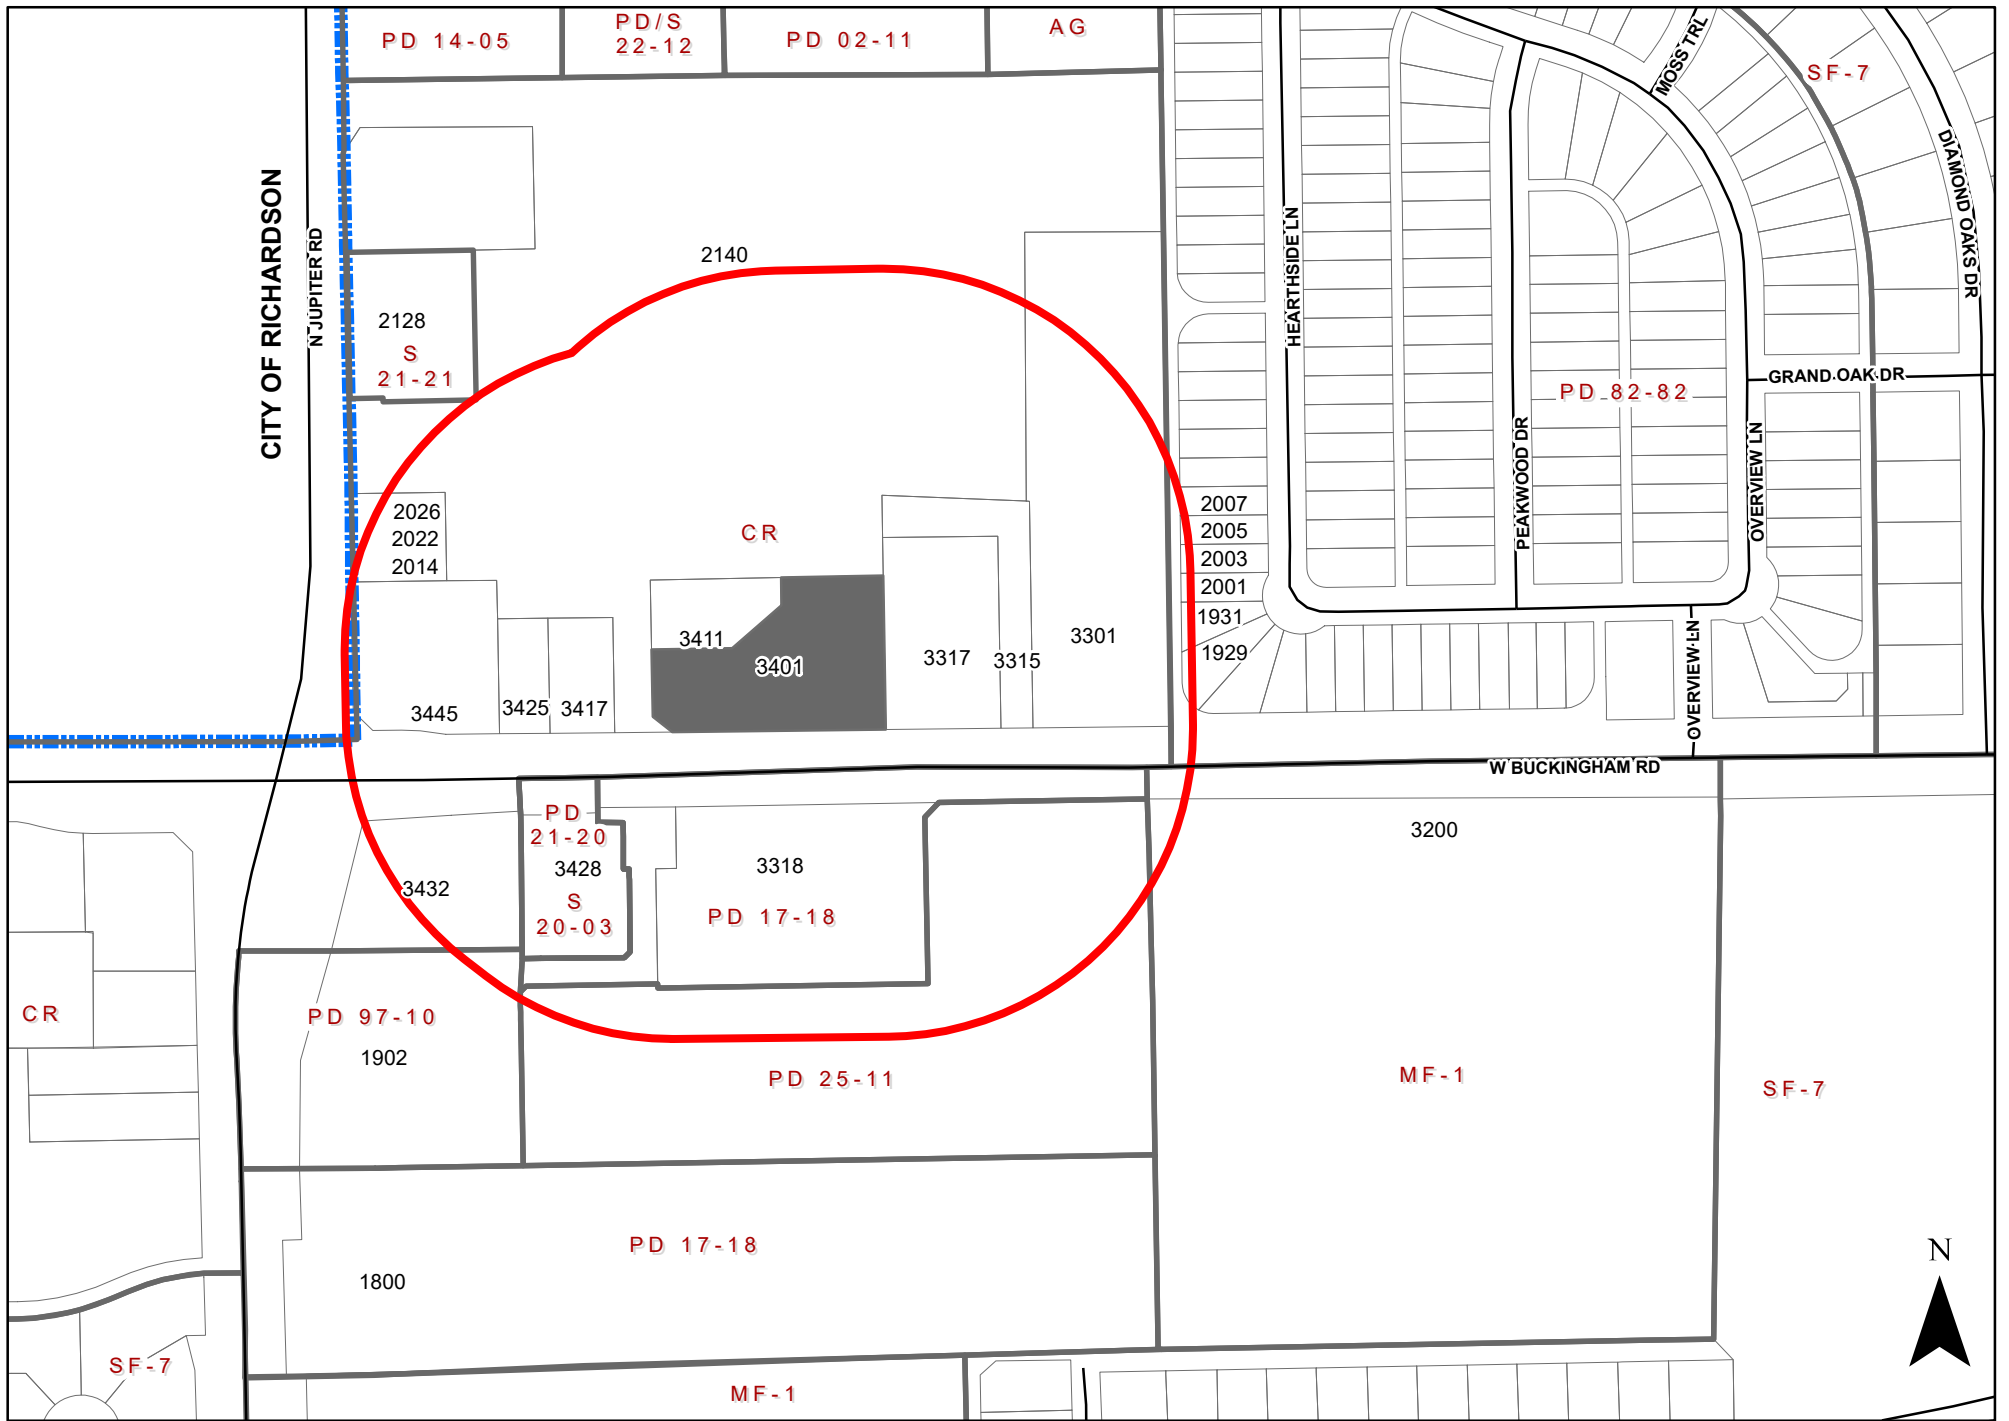 PD 14-05
PD/S
22-12
PD 02-11
AG
MOSS TRL
SF-7
DIAMOND OAKS DR
CITY OF RICHARDSON
N JUPITER RD
2140
HEARTHSIDE LN
2128
S
21-21
GRAND OAK DR
PD 82-82
PEAKWOOD DR
OVERVIEW LN
2026
2022
2014
CR
2007
2005
2003
2001
1931
1929
3411
3401
3317
3315
3301
3445
3425
3417
OVERVIEW LN
W BUCKINGHAM RD
PD
21-20
3428
S
20-03
3432
3318
PD 17-18
3200
CR
PD 97-10
1902
PD 25-11
MF-1
SF-7
PD 17-18
1800
N
SF-7
MF-1